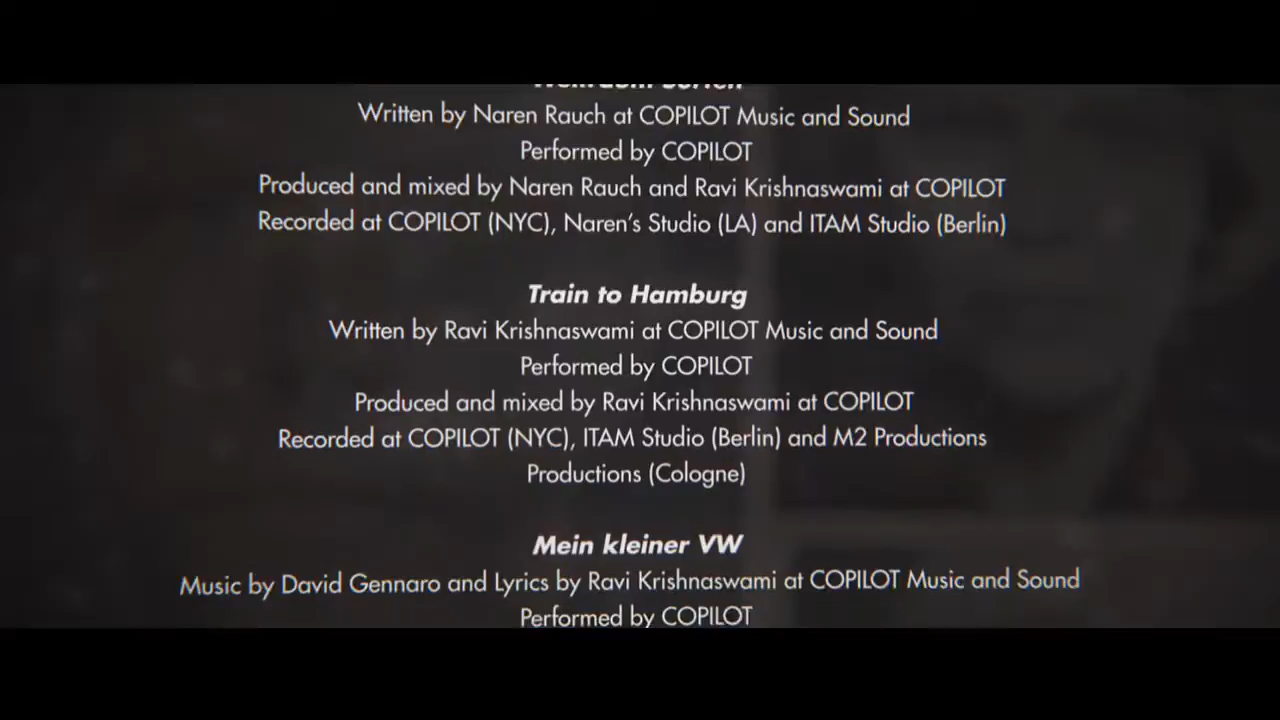 Written by Naren Rauch at COPILOT Music and Sound
Performed by COPILOT
Produced and mixed by Naren Rauch and Ravi Krishnaswami at COPILOT
Recorded at COPILOT (NYC), Naren’s Studio (LA) and ITAM Studio (Berlin)
Train to Hamburg
Written by Ravi Krishnaswami at COPILOT Music and Sound
Performed by COPILOT
Produced and mixed by Ravi Krishnaswami at COPILOT
Recorded at COPILOT (NYC), ITAM Studio (Berlin) and M2 Productions
Productions (Cologne)
Mein kleiner VW
Music by David Gennaro and Lyrics by Ravi Krishnaswami at COPILOT Music and Sound
Performed by COPILOT